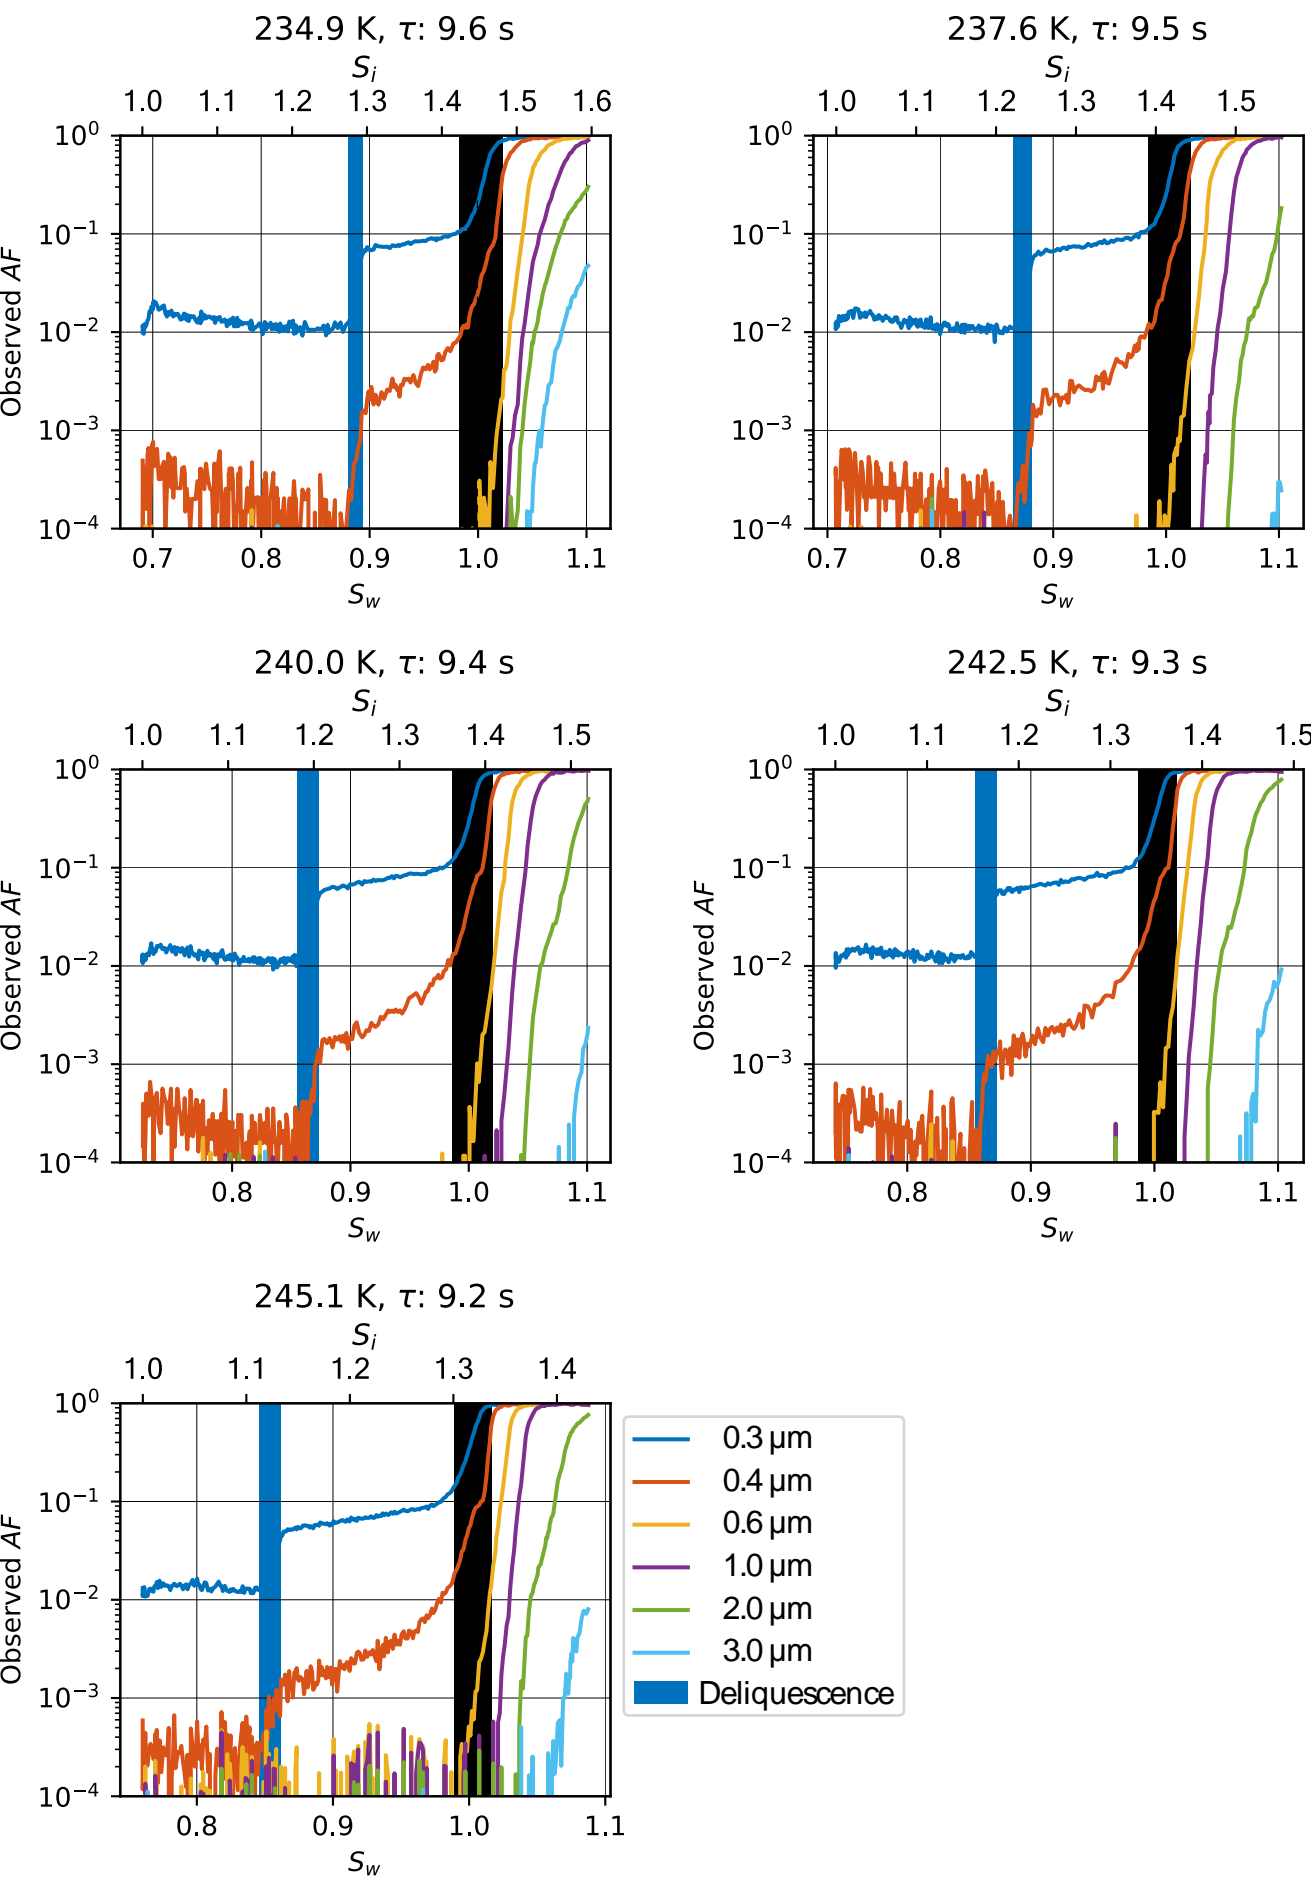 234.9 K, τ: 9.6 s
S_i
1.0 1.1 1.2 1.3 1.4 1.5 1.6
10⁰
10⁻¹
10⁻²
10⁻³
10⁻⁴
Observed AF
0.7 0.8 0.9 1.0 1.1
S_w
237.6 K, τ: 9.5 s
S_i
1.0 1.1 1.2 1.3 1.4 1.5
10⁰
10⁻¹
10⁻²
10⁻³
10⁻⁴
0.7 0.8 0.9 1.0 1.1
S_w
240.0 K, τ: 9.4 s
S_i
1.0 1.1 1.2 1.3 1.4 1.5
10⁰
10⁻¹
10⁻²
10⁻³
10⁻⁴
Observed AF
0.8 0.9 1.0 1.1
S_w
242.5 K, τ: 9.3 s
S_i
1.0 1.1 1.2 1.3 1.4 1.5
10⁰
10⁻¹
10⁻²
10⁻³
10⁻⁴
Observed AF
0.8 0.9 1.0 1.1
S_w
245.1 K, τ: 9.2 s
S_i
1.0 1.1 1.2 1.3 1.4
10⁰
10⁻¹
10⁻²
10⁻³
10⁻⁴
Observed AF
0.8 0.9 1.0 1.1
S_w
0.3 µm
0.4 µm
0.6 µm
1.0 µm
2.0 µm
3.0 µm
Deliquescence